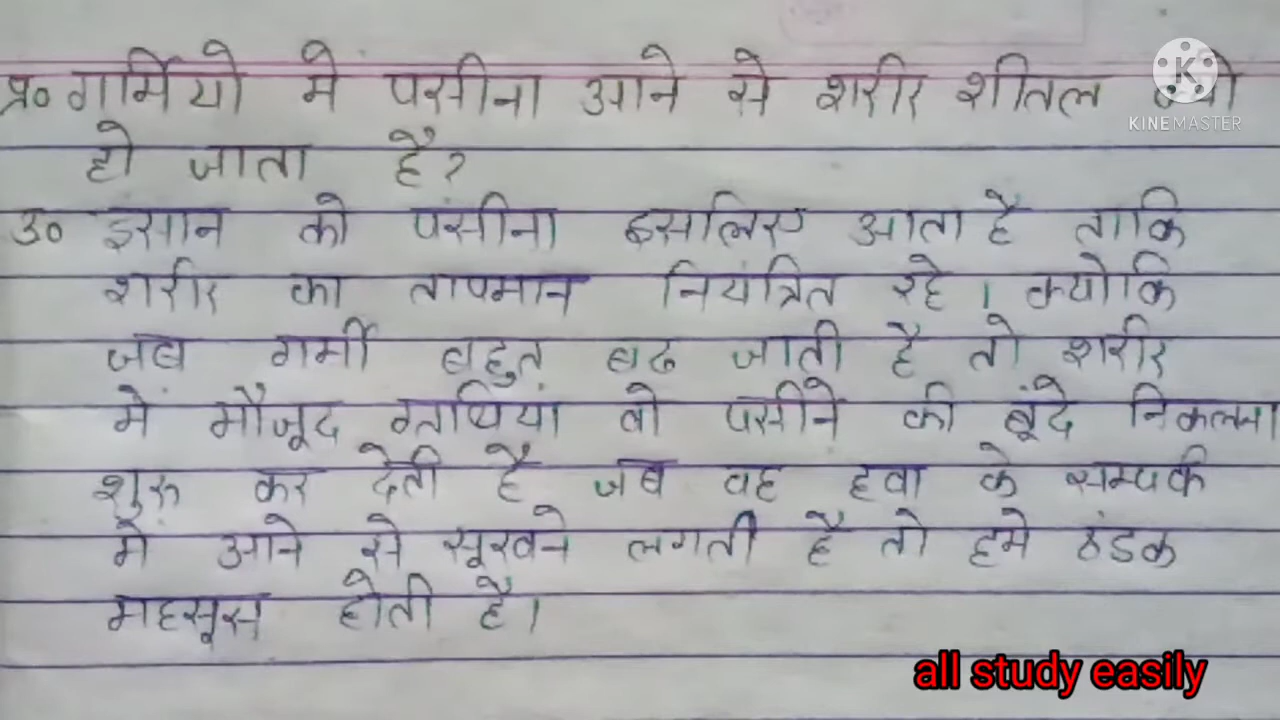 प्र० गर्मियो मे पसीना आने से शरीर शीतल क्यो
K
KINEMASTER
हो जाता है?
उ० इंसान को पंसीना इसलिए आता है ताकि
शरीर का तापमान नियंत्रित रहे। क्योकि
जब गर्मी बहुत बढ जाती है तो शरीर
में मौजूद ग्रंथियां वो पसीने की बूंदे निकलना
शुरू कर देती है जब वह हवा के सम्पर्क
में आने से सूखने लगती है तो हमे ठंडक
महसूस होती है।
all study easily